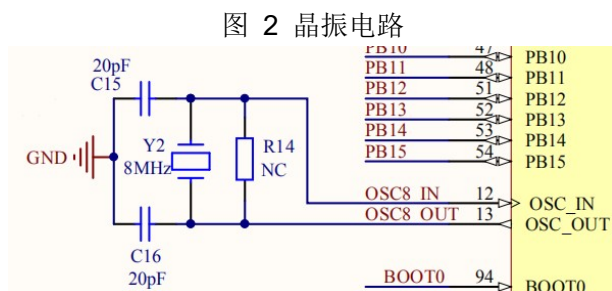 图 2 晶振电路
PB10 47 PB10
PB11 48 PB11
PB12 51 PB12
PB13 52 PB13
PB14 53 PB14
PB15 54 PB15
20pF
C15
GND
Y2
8MHz
R14
NC
OSC8_IN 12 OSC_IN
OSC8_OUT 13 OSC_OUT
C16
20pF
BOOT0 94 BOOT0